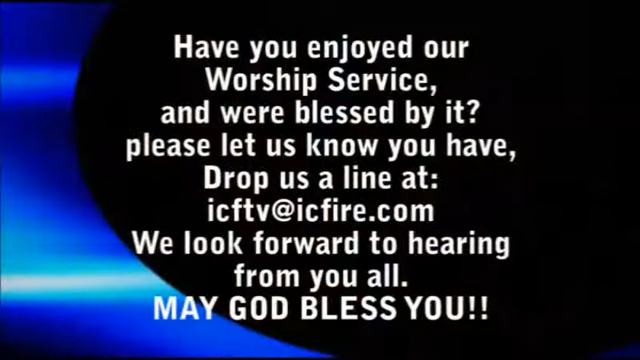 Have you enjoyed our
Worship Service,
and were blessed by it?
please let us know you have,
Drop us a line at:
icftv@icfire.com
We look forward to hearing
from you all.
MAY GOD BLESS YOU!!